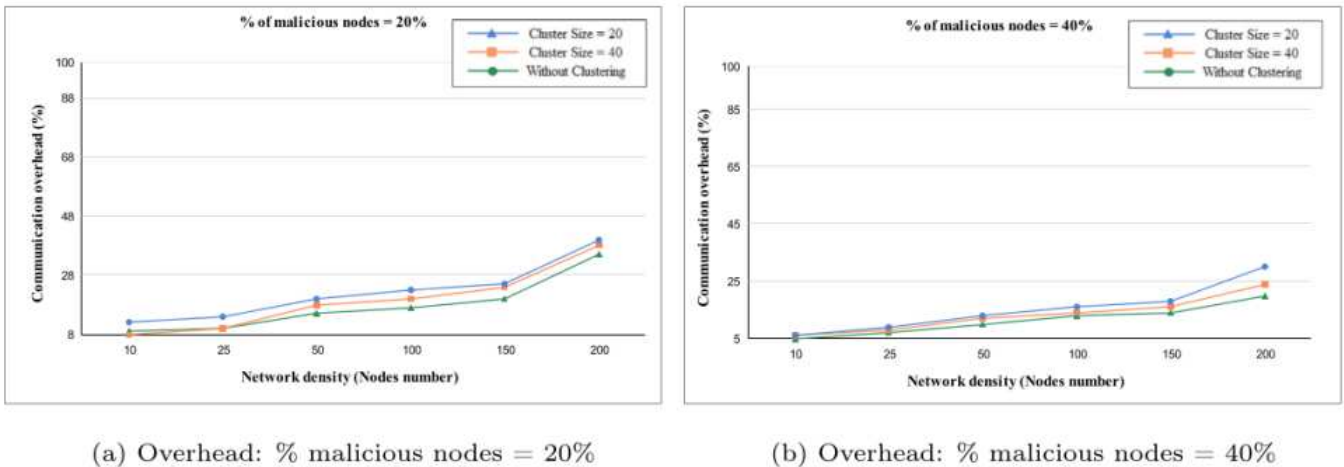 % of malicious nodes = 20%
Cluster Size = 20
Cluster Size = 40
Without Clustering
Communication overhead (%)
100
88
68
48
28
8
10 25 50 100 150 200
Network density (Nodes number)
(a) Overhead: % malicious nodes = 20%
% of malicious nodes = 40%
Cluster Size = 20
Cluster Size = 40
Without Clustering
Communication overhead (%)
100
85
65
45
25
5
10 25 50 100 150 200
Network density (Nodes number)
(b) Overhead: % malicious nodes = 40%